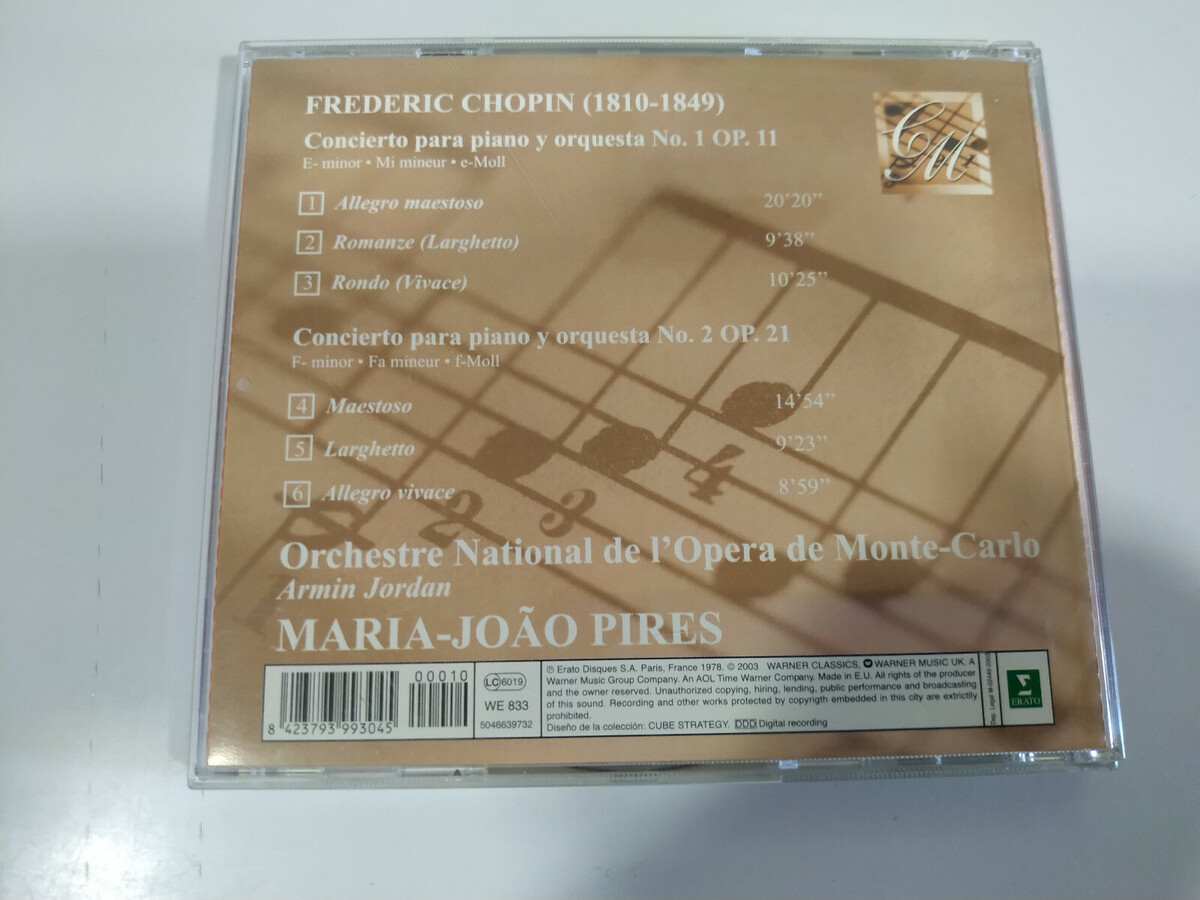 FREDERIC CHOPIN (1810-1849)
CM
Concierto para piano y orquesta No. 1 OP. 11
E- minor • Mi mineur • e-Moll
1 Allegro maestoso 20'20”
2 Romanze (Larghetto) 9'38”
3 Rondo (Vivace) 10'25”
Concierto para piano y orquesta No. 2 OP. 21
F- minor • Fa mineur • f-Moll
4 Maestoso 14'54”
5 Larghetto 9'23”
6 Allegro vivace 8'59”
2 3 4
Orchestre National de l’Opera de Monte-Carlo
Armin Jordan
MARIA-JOÃO PIRES
8 423793 993045
00010
LC 6019
WE 833
5046639732
℗ Erato Disques S.A. Paris, France 1978. © 2003 WARNER CLASSICS, WARNER MUSIC UK. A
Warner Music Group Company. An AOL Time Warner Company. Made in E.U. All rights of the producer
and the owner reserved. Unauthorized copying, hiring, lending, public performance and broadcasting
of this sound. Recording and other works protected by copyrigth embedded in this city are extrictlly
prohibited.
Diseño de la colección: CUBE STRATEGY. DDD Digital recording
ERATO